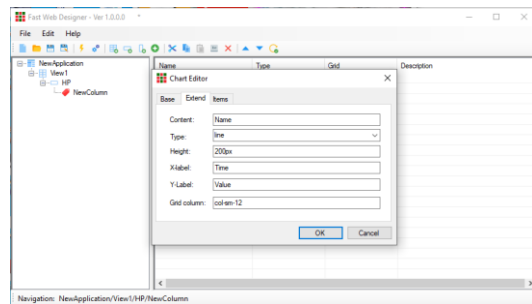 Fast Web Designer - Ver 1.0.0.0 *
File Edit Help
NewApplication
View1
HP
NewColumn
Name Type Grid Description
Chart Editor
Base Extend Items
Content: Name
Type: line
Height: 200px
X-label: Time
Y-Label: Value
Grid column: col-sm-12
OK Cancel
Navigation: NewApplication/View1/HP/NewColumn